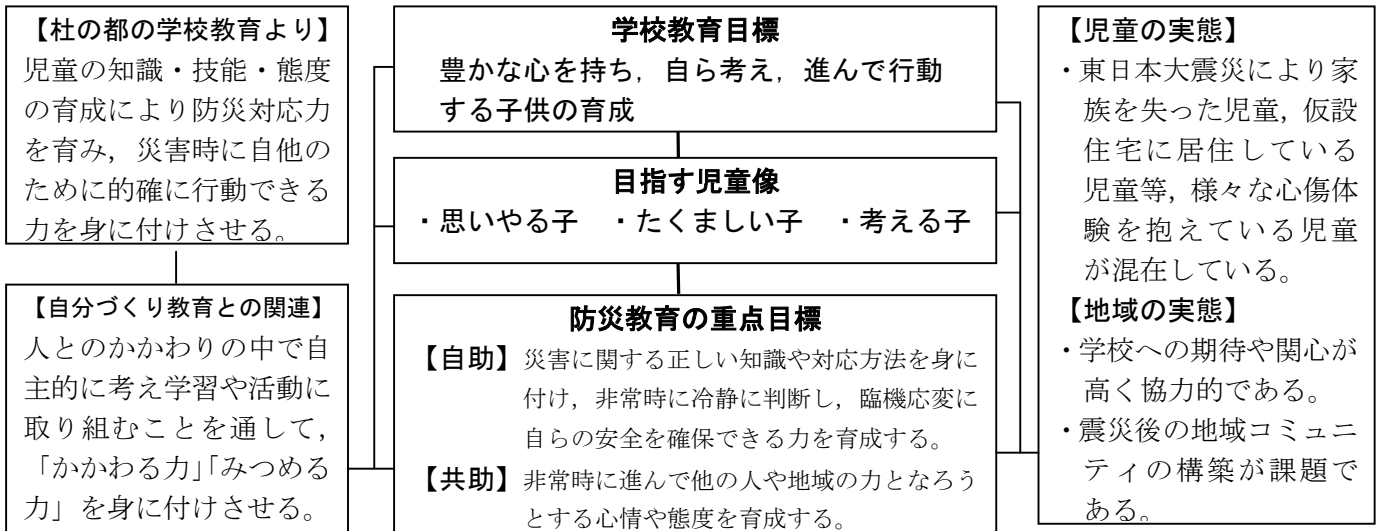 【杜の都の学校教育より】
児童の知識・技能・態度
の育成により防災対応力
を育み，災害時に自他の
ために的確に行動できる
力を身に付けさせる。
【自分づくり教育との関連】
人とのかかわりの中で自
主的に考え学習や活動に
取り組むことを通して，
「かかわる力」「みつめる
力」を身に付けさせる。
学校教育目標
豊かな心を持ち，自ら考え，進んで行動
する子供の育成
目指す児童像
・思いやる子　・たくましい子　・考える子
防災教育の重点目標
【自助】災害に関する正しい知識や対応方法を身に
付け，非常時に冷静に判断し，臨機応変に
自らの安全を確保できる力を育成する。
【共助】非常時に進んで他の人や地域の力となろう
とする心情や態度を育成する。
【児童の実態】
・東日本大震災により家
族を失った児童，仮設
住宅に居住している
児童等，様々な心傷体
験を抱えている児童
が混在している。
【地域の実態】
・学校への期待や関心が
高く協力的である。
・震災後の地域コミュニ
ティの構築が課題で
ある。